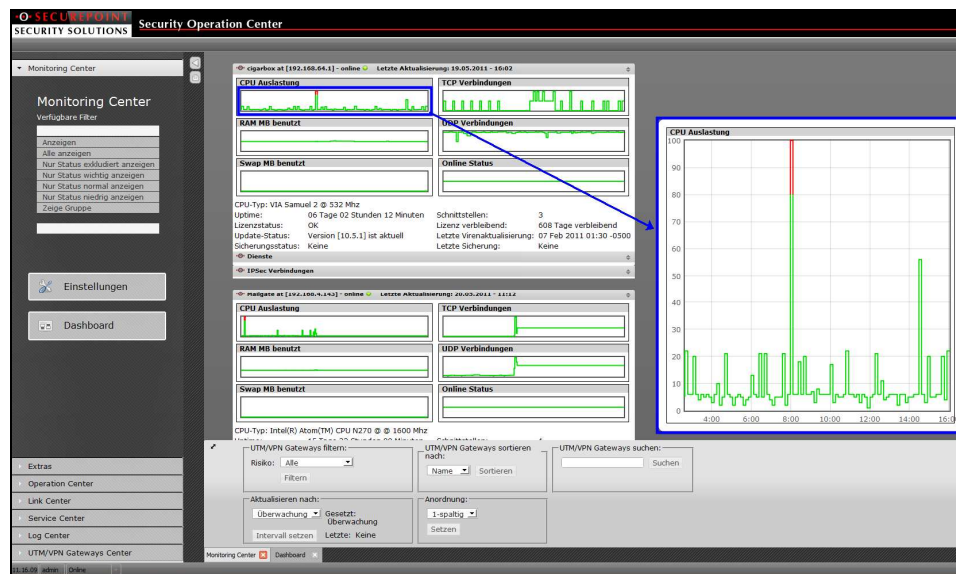 SECUREPOINT
SECURITY SOLUTIONS
Security Operation Center
Monitoring Center
Monitoring Center
Verfügbare Filter
Anzeigen
Alle anzeigen
Nur Status exkludiert anzeigen
Nur Status wichtig anzeigen
Nur Status normal anzeigen
Nur Status niedrig anzeigen
Zeige Gruppe
Einstellungen
Dashboard
Extras
Operation Center
Link Center
Service Center
Log Center
UTM/VPN Gateways Center
cigarbox at [192.168.64.1] - online Letzte Aktualisierung: 19.05.2011 - 16:02
CPU Auslastung
TCP Verbindungen
RAM MB benutzt
UDP Verbindungen
Swap MB benutzt
Online Status
CPU-Typ: VIA Samuel 2 @ 532 Mhz
Uptime: 06 Tage 02 Stunden 12 Minuten Schnittstellen: 3
Lizenzstatus: OK Lizenz verbleibend: 608 Tage verbleibend
Update-Status: Version [10.5.1] ist aktuell Letzte Virenaktualisierung: 07 Feb 2011 01:30 -0500
Sicherungsstatus: Keine Letzte Sicherung: Keine
Dienste
IPSec Verbindungen
Mailgate at [192.168.4.143] - online Letzte Aktualisierung: 20.05.2011 - 11:12
CPU Auslastung
TCP Verbindungen
RAM MB benutzt
UDP Verbindungen
Swap MB benutzt
Online Status
CPU-Typ: Intel(R) Atom(TM) CPU N270 @ @ 1600 Mhz
CPU Auslastung
100
90
80
70
60
50
40
30
20
10
0
4:00 6:00 8:00 10:00 12:00 14:00 16:0
UTM/VPN Gateways filtern:
Risiko: Alle
Filtern
UTM/VPN Gateways sortieren nach:
Name Sortieren
UTM/VPN Gateways suchen:
Suchen
Aktualisieren nach:
Überwachung Gesetzt: Überwachung
Intervall setzen Letzte: Keine
Anordnung:
1-spaltig
Setzen
Monitoring Center Dashboard
admin Online